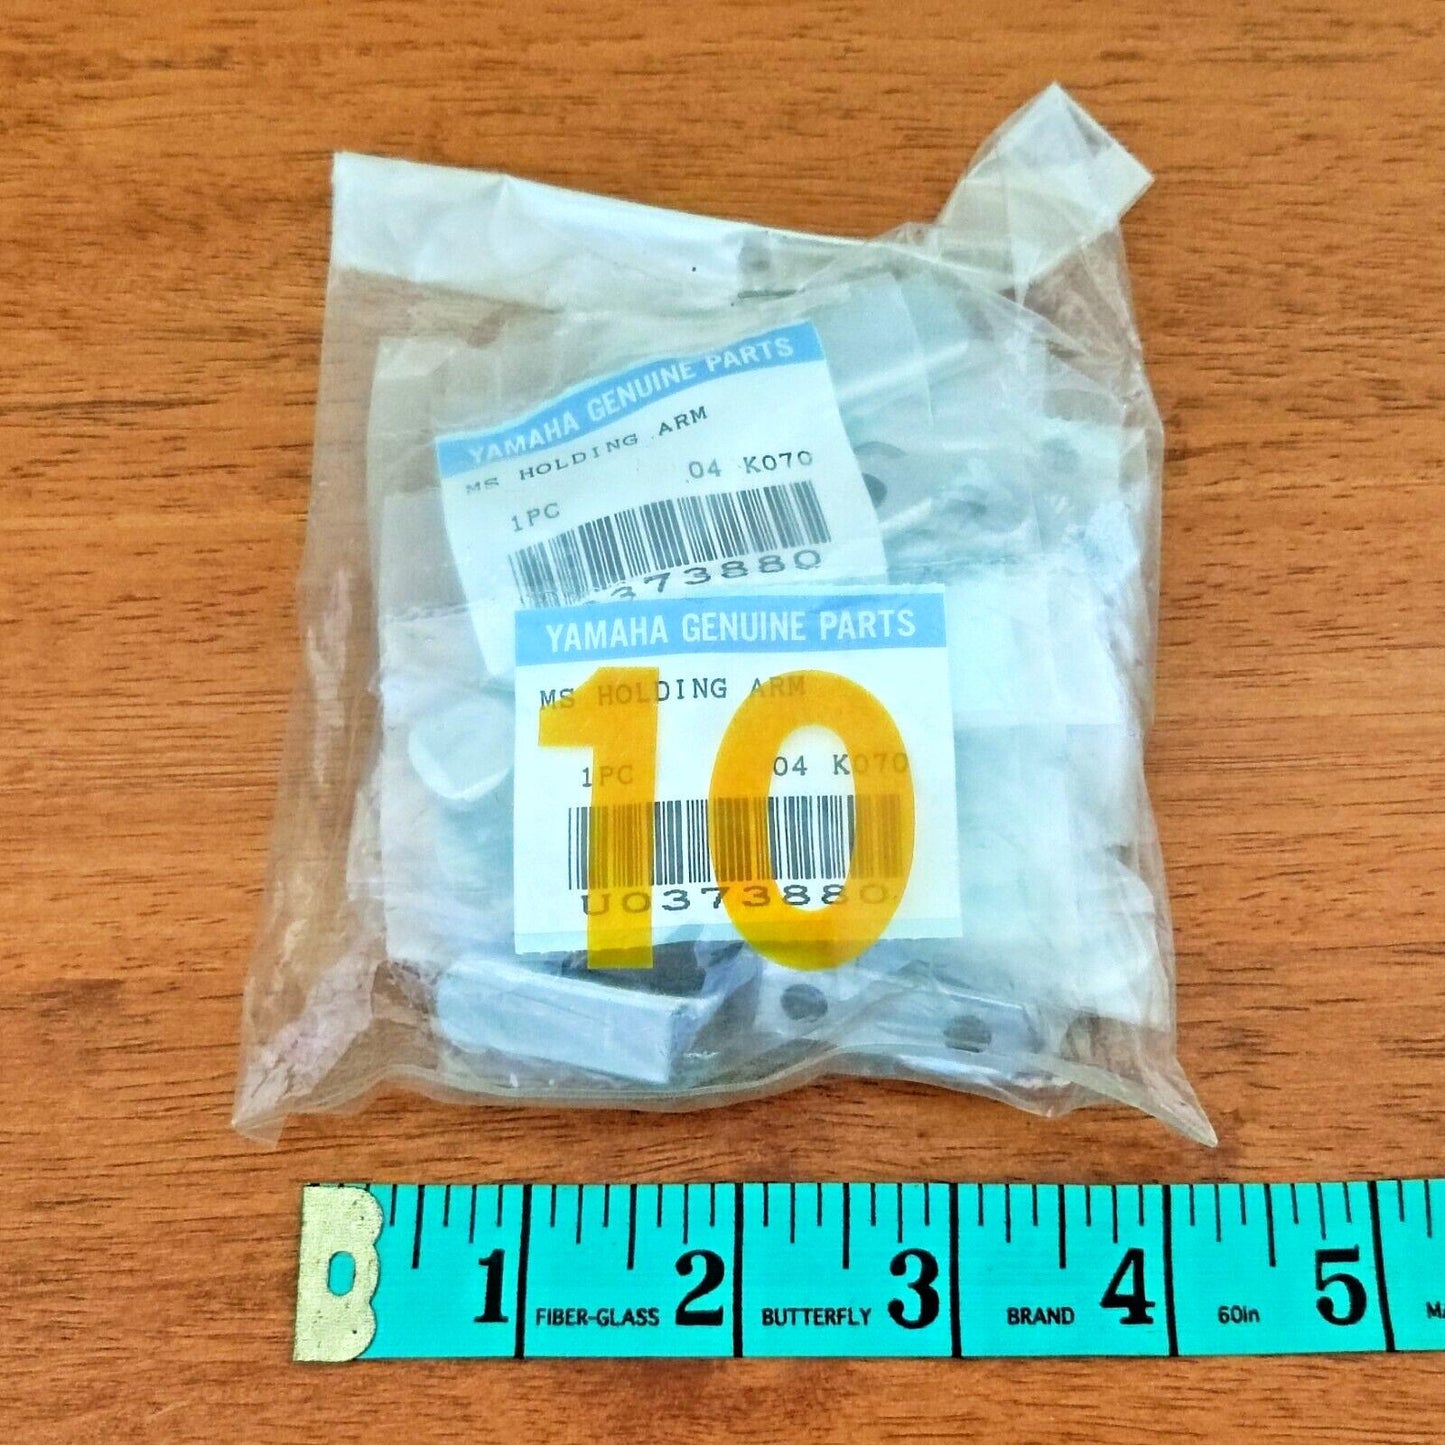 YAMAHA GENUINE PARTS
MS HOLDING ARM
1PC 04 K070
373880
YAMAHA GENUINE PARTS
MS HOLDING ARM
1PC 04 K070
U0373880
10
1 FIBER-GLASS 2 BUTTERFLY 3 BRAND 4 60in 5